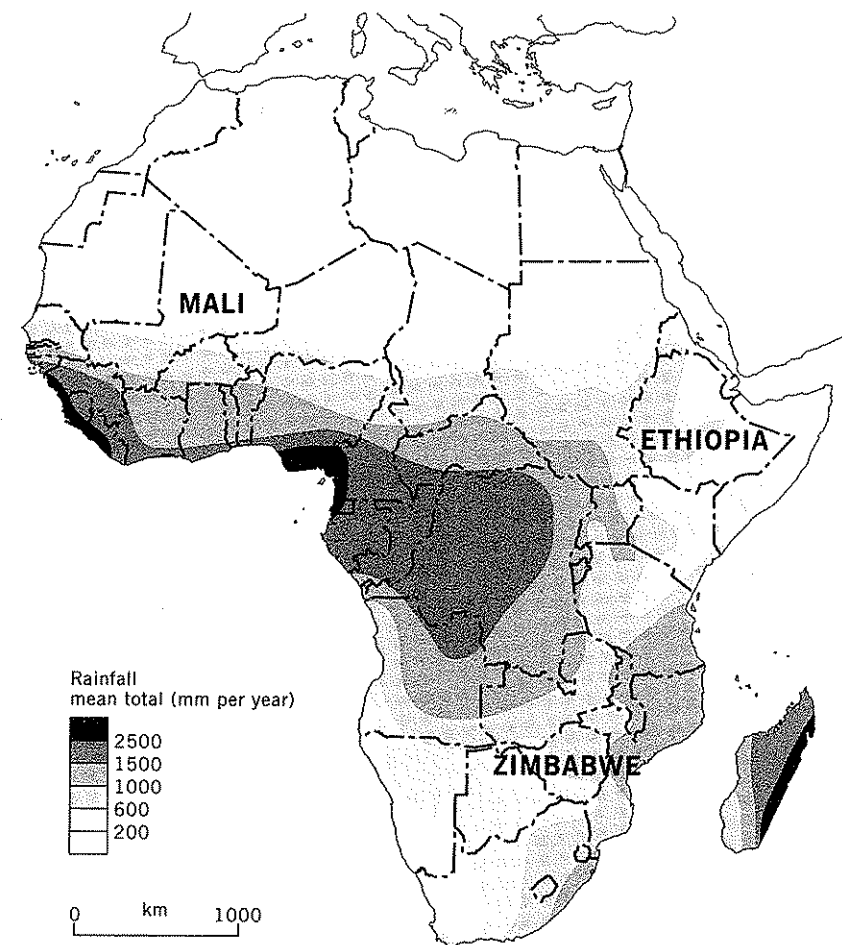 MALI
ETHIOPIA
ZIMBABWE
Rainfall
mean total (mm per year)
2500
1500
1000
600
200
0 km 1000